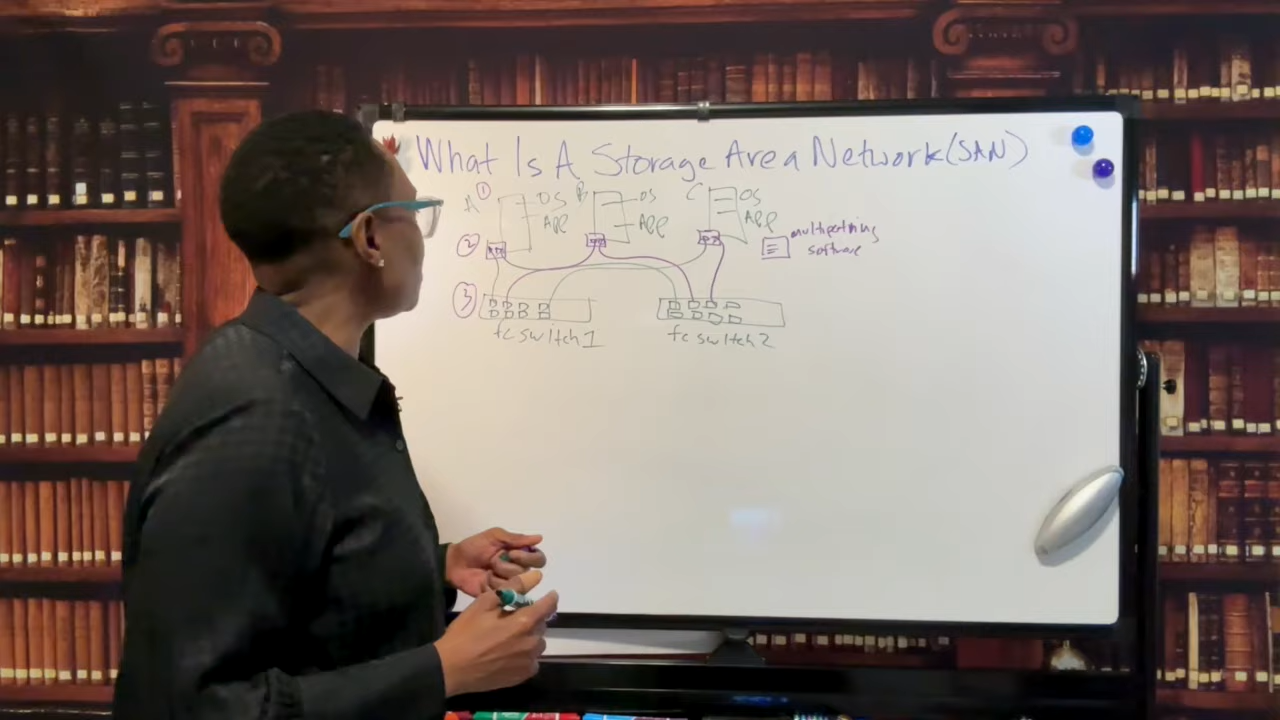 What Is A Storage Area Network (SAN)
A 1 OS B OS C OS
APP APP APP
2 multipathing
software
3
fc switch 1 fc switch 2